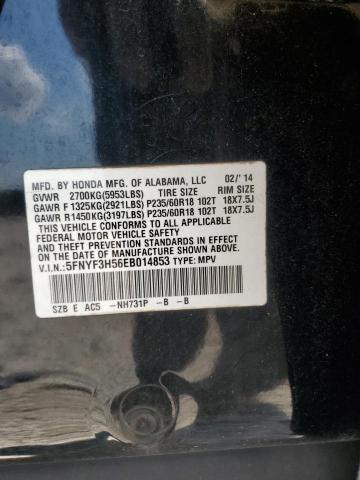 MFD. BY HONDA MFG. OF ALABAMA, LLC 02/'14
GVWR 2700KG(5953LBS) TIRE SIZE RIM SIZE
GAWR F 1325KG(2921LBS) P235/60R18 102T 18X7.5J
GAWR R 1450KG(3197LBS) P235/60R18 102T 18X7.5J
THIS VEHICLE CONFORMS TO ALL APPLICABLE
FEDERAL MOTOR VEHICLE SAFETY STANDARDS IN
EFFECT ON THE DATE OF MANUFACTURE SHOWN ABOVE.
V.I.N.:5FNYF3H56EB014853 TYPE: MPV
SZB E AC5 -NH731P -B -B